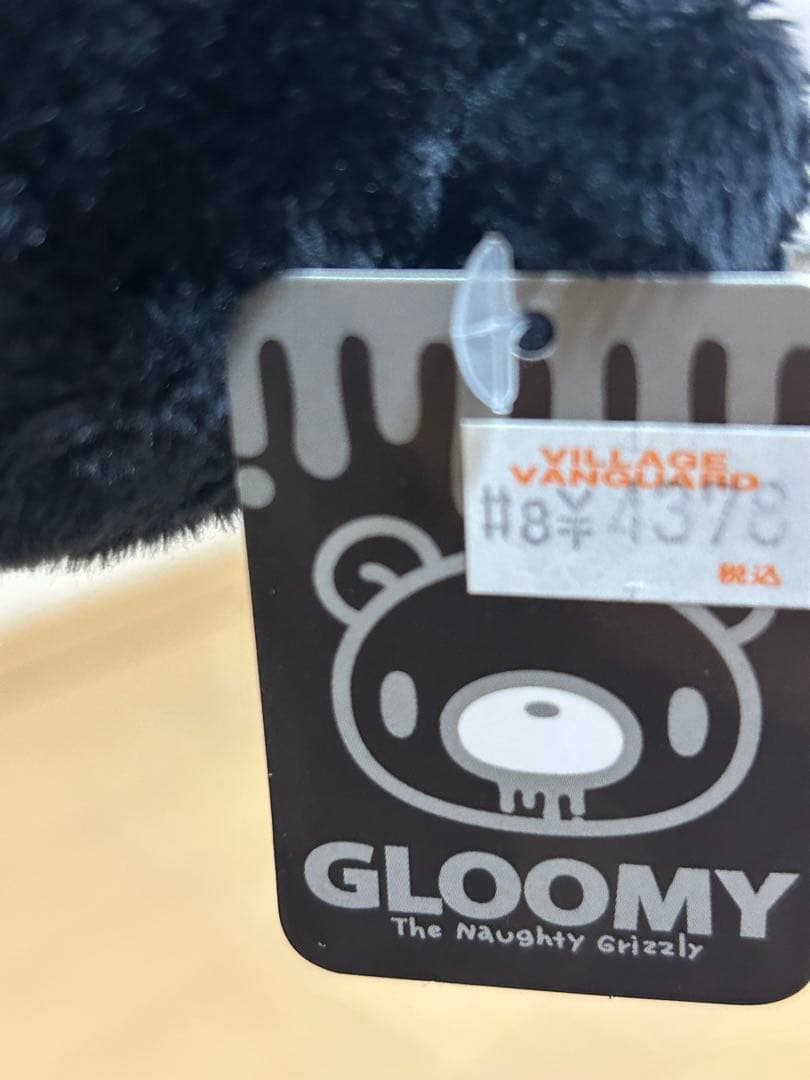 VILLAGE
VANGUARD
#8¥4378
税込
GLOOMY
The Naughty Grizzly